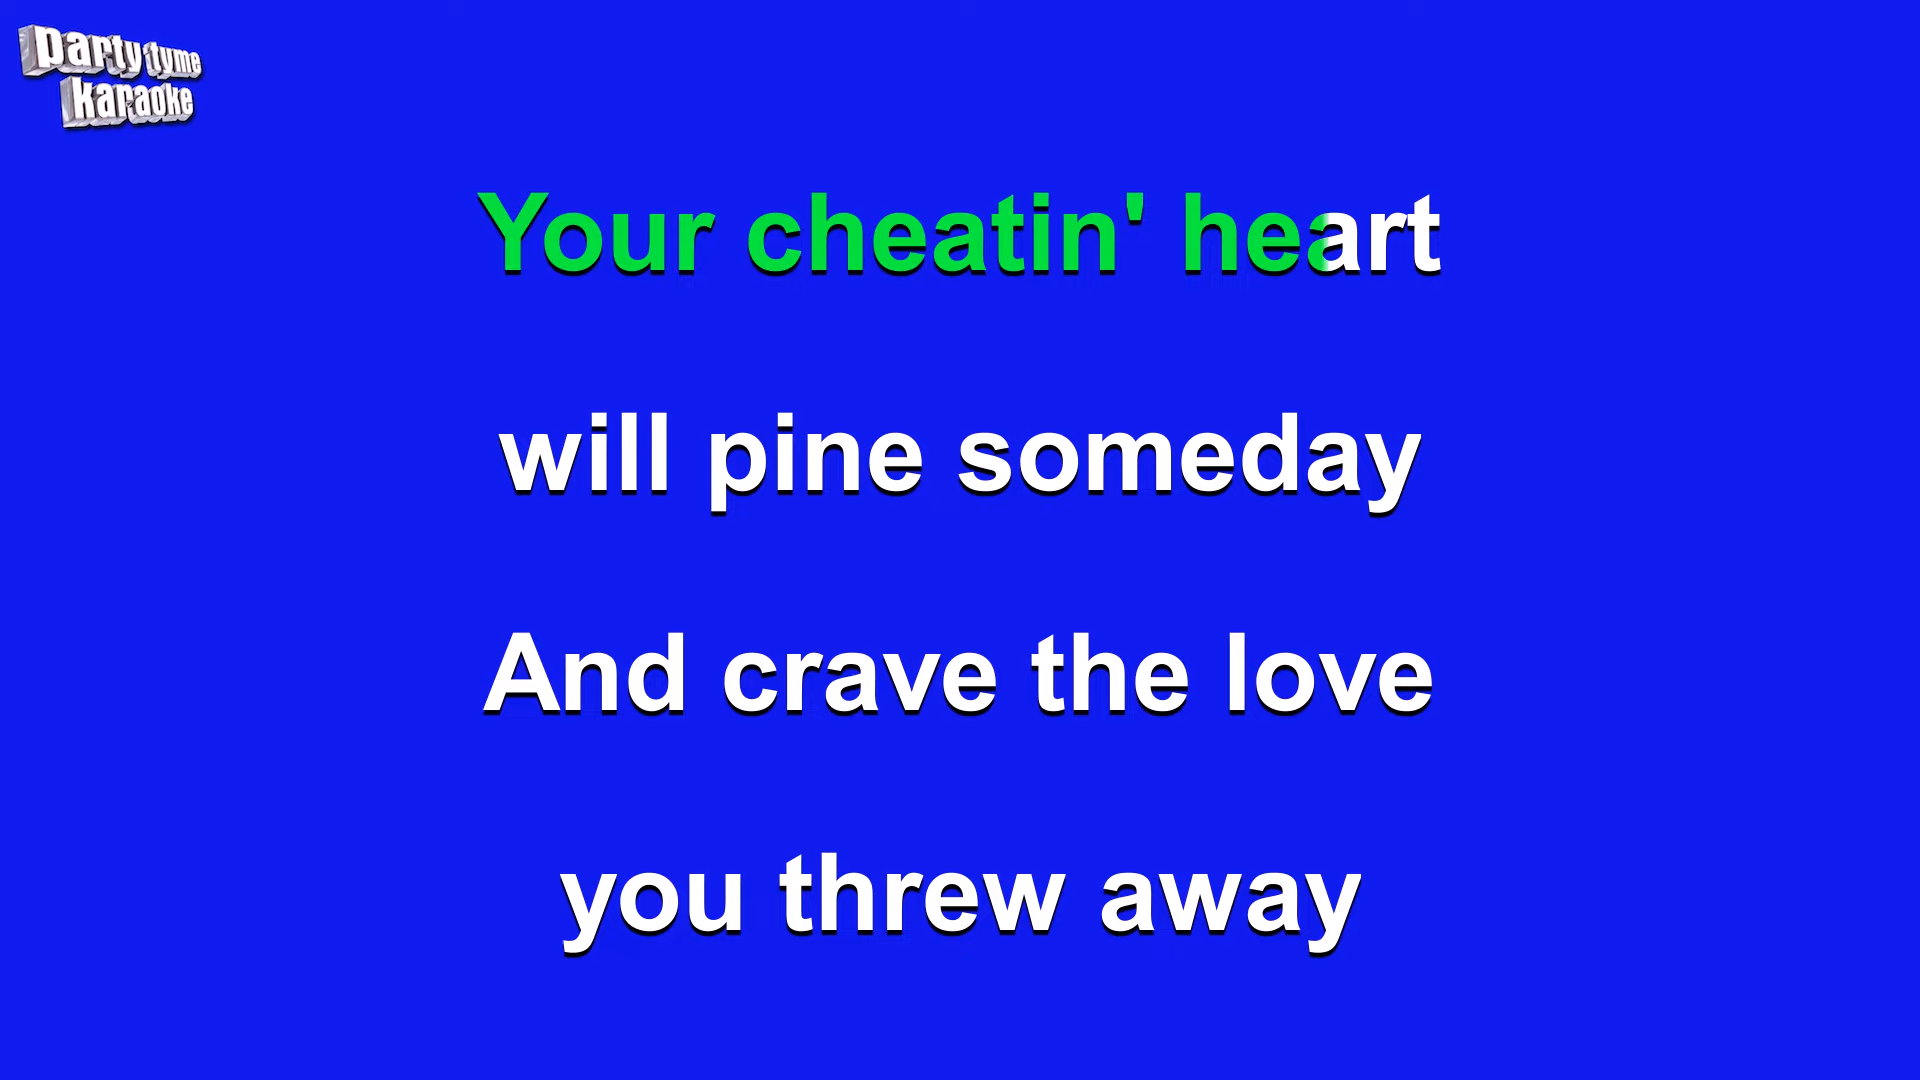 party tyme
karaoke
Your cheatin' heart
will pine someday
And crave the love
you threw away